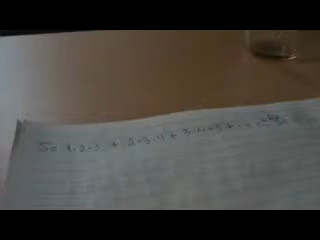 S= 1·2·3 + 2·3·4 + 3·4·5 + ...